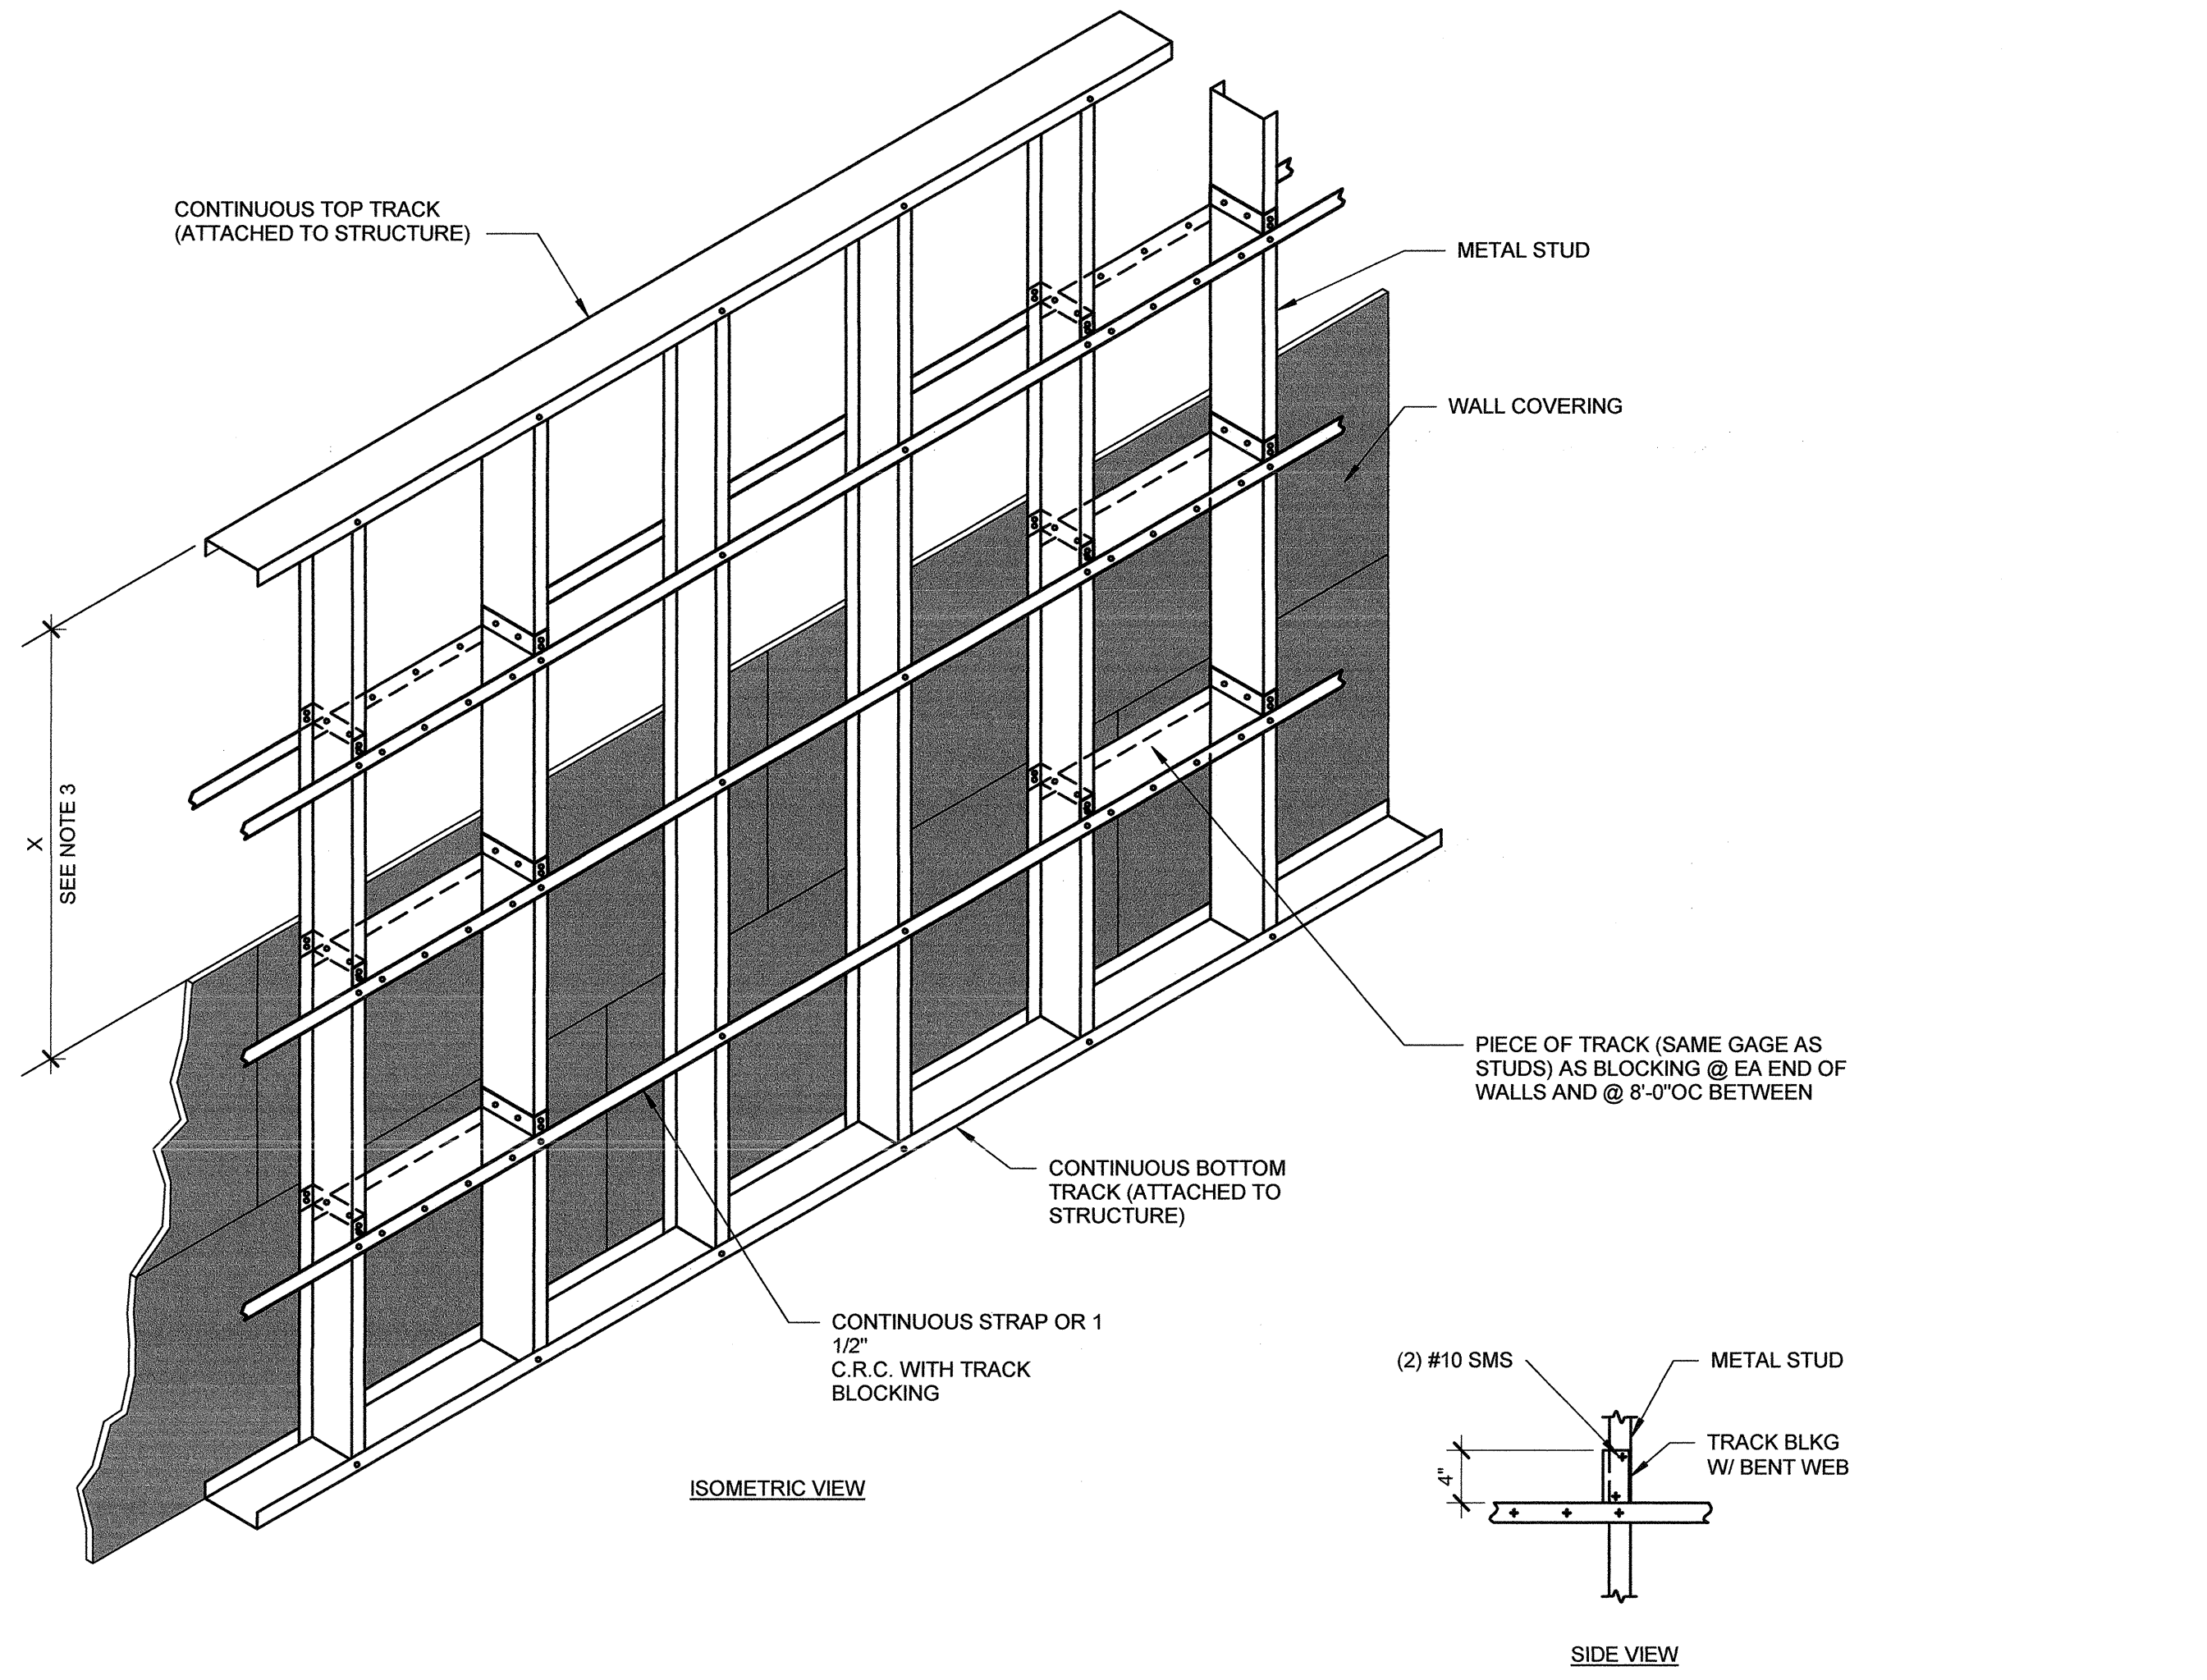 CONTINUOUS TOP TRACK
(ATTACHED TO STRUCTURE)
METAL STUD
WALL COVERING
X
SEE NOTE 3
PIECE OF TRACK (SAME GAGE AS
STUDS) AS BLOCKING @ EA END OF
WALLS AND @ 8'-0"OC BETWEEN
CONTINUOUS BOTTOM
TRACK (ATTACHED TO
STRUCTURE)
CONTINUOUS STRAP OR 1
1/2"
C.R.C. WITH TRACK
BLOCKING
ISOMETRIC VIEW
(2) #10 SMS
METAL STUD
TRACK BLKG
W/ BENT WEB
4"
SIDE VIEW